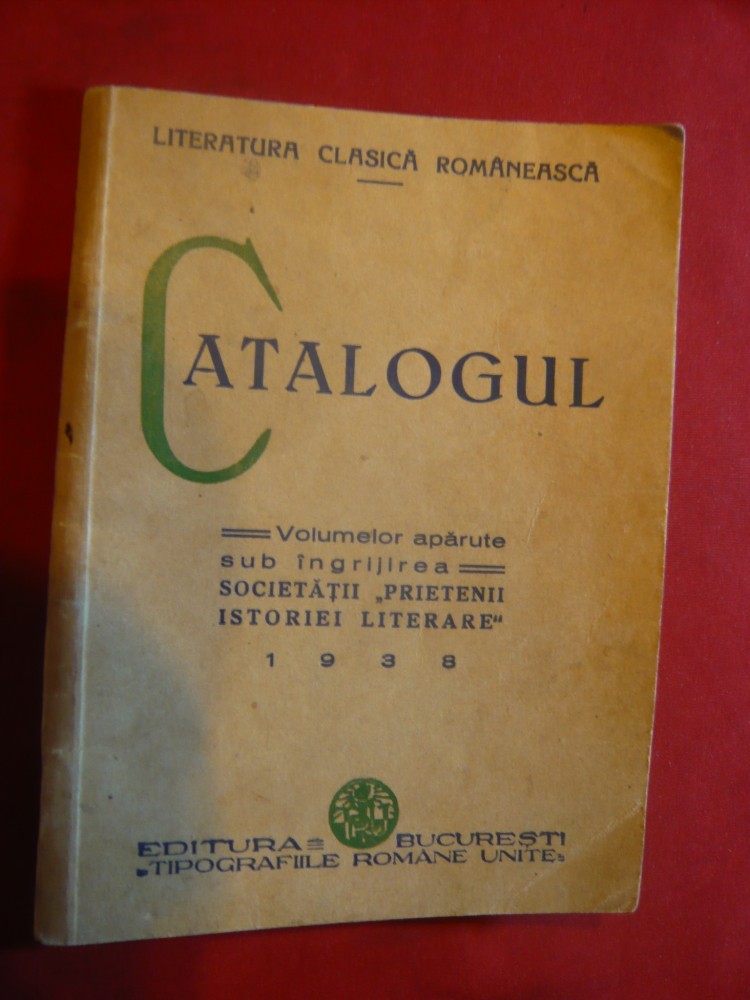 LITERATURA CLASICĂ ROMÂNEASCĂ
CATALOGUL
Volumelor apărute
sub îngrijirea
SOCIETĂȚII „PRIETENII
ISTORIEI LITERARE“
1938
EDITURA BUCUREȘTI
„TIPOGRAFIILE ROMÂNE UNITE„